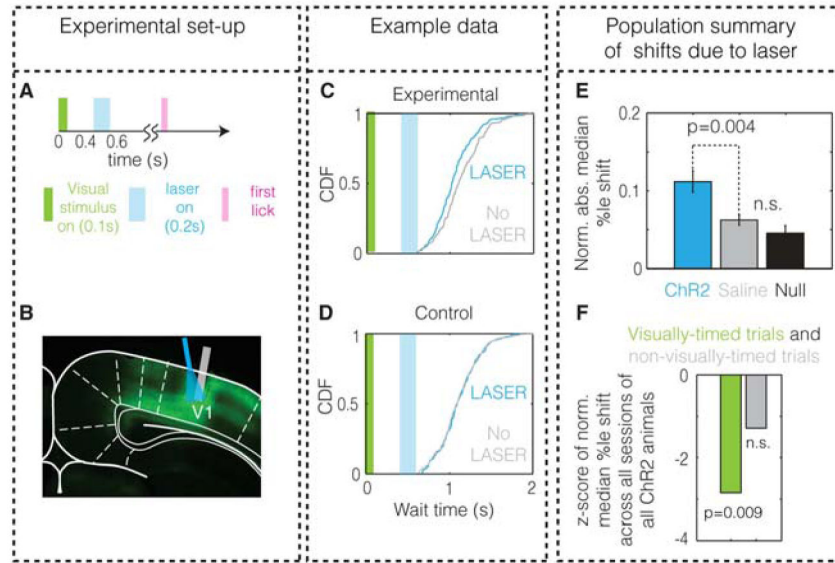 Experimental set-up
Example data
Population summary
of shifts due to laser
A
0 0.4 0.6
time (s)
Visual
stimulus
on (0.1s)
laser
on
(0.2s)
first
lick
B
V1
C
Experimental
1
CDF
0.5
0
LASER
No
LASER
0 1 2
D
Control
1
CDF
0.5
0
LASER
No
LASER
0 1 2
Wait time (s)
E
0.2
0.1
0
Norm. abs. median
%le shift
p=0.004
n.s.
ChR2 Saline Null
F
Visually-timed trials and
non-visually-timed trials
z-score of norm.
median %le shift
across all sessions of
all ChR2 animals
0
-2
-4
n.s.
p=0.009